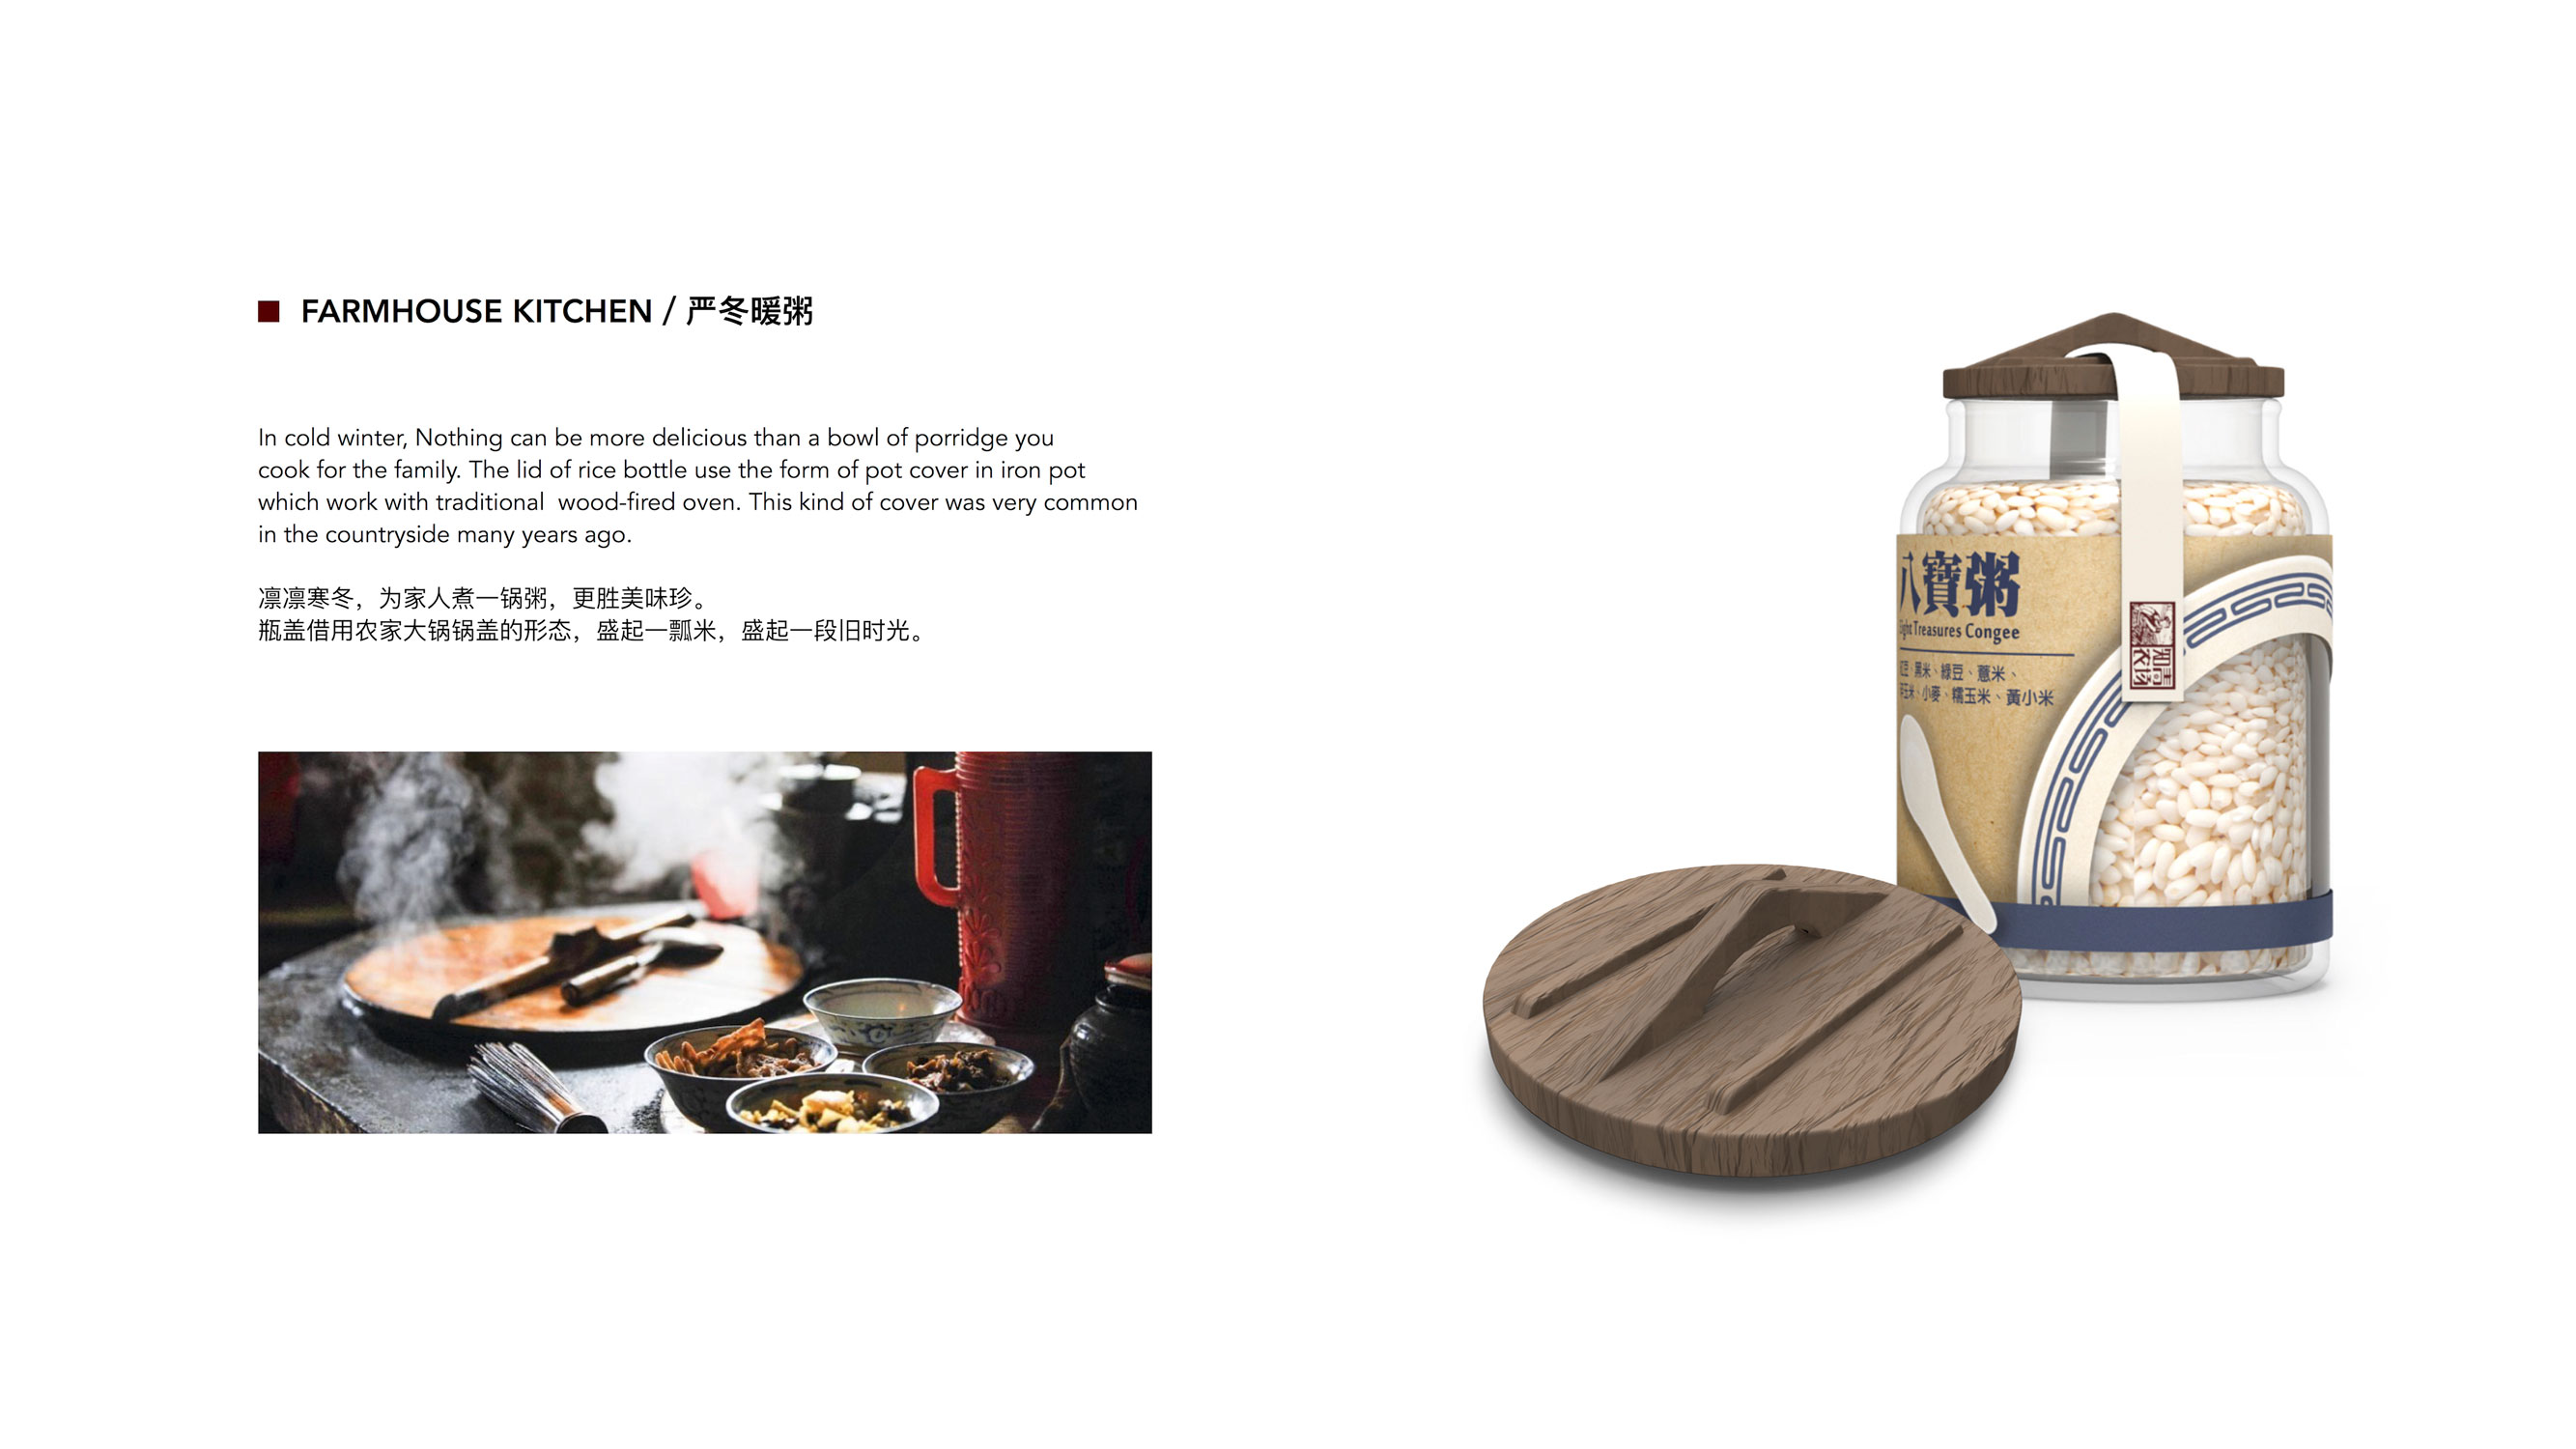 FARMHOUSE KITCHEN / 严冬暖粥
In cold winter, Nothing can be more delicious than a bowl of porridge you
cook for the family. The lid of rice bottle use the form of pot cover in iron pot
which work with traditional  wood-fired oven. This kind of cover was very common
in the countryside many years ago.
凛凛寒冬，为家人煮一锅粥，更胜美味珍。
瓶盖借用农家大锅锅盖的形态，盛起一瓢米，盛起一段旧时光。
八寶粥
Treasures Congee
豆、黑米、綠豆、薏米、
玉米、小麥、糯玉米、黃小米